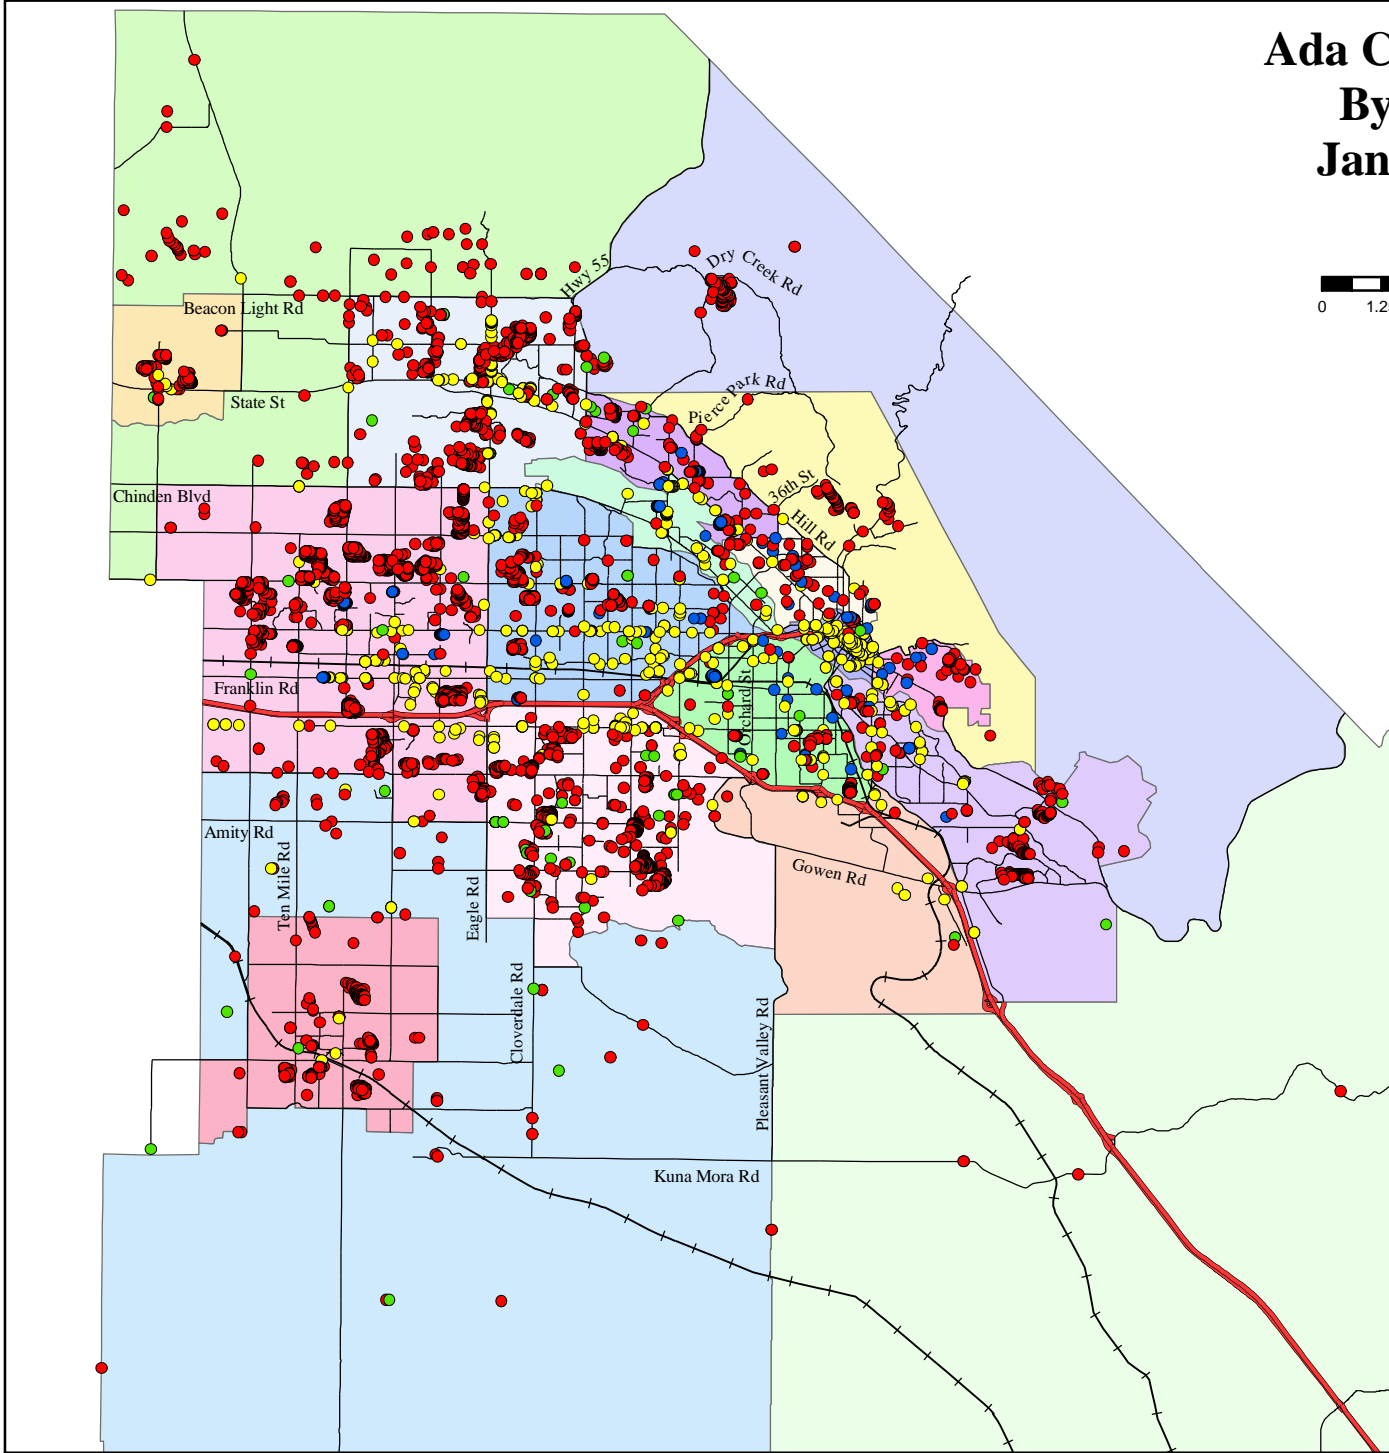 Ada C
By
Jan
0 1.2
Dry Creek Rd
Hwy 55
Beacon Light Rd
Pierce Park Rd
State St
36th St
Chinden Blvd
Hill Rd
Franklin Rd
Orchard St
Amity Rd
Ten Mile Rd
Gowen Rd
Eagle Rd
Cloverdale Rd
Pleasant Valley Rd
Kuna Mora Rd